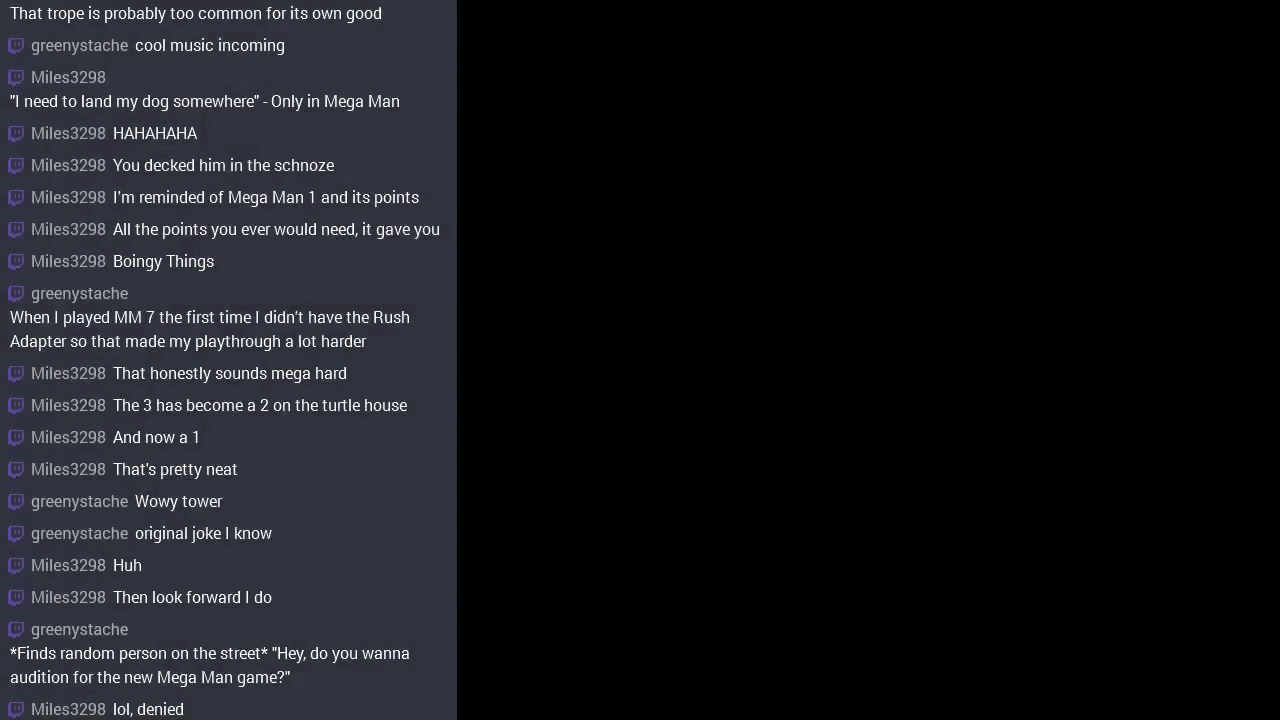 That trope is probably too common for its own good
greenystache cool music incoming
Miles3298
"I need to land my dog somewhere" - Only in Mega Man
Miles3298 HAHAHAHA
Miles3298 You decked him in the schnoze
Miles3298 I'm reminded of Mega Man 1 and its points
Miles3298 All the points you ever would need, it gave you
Miles3298 Boingy Things
greenystache
When I played MM 7 the first time I didn't have the Rush
Adapter so that made my playthrough a lot harder
Miles3298 That honestly sounds mega hard
Miles3298 The 3 has become a 2 on the turtle house
Miles3298 And now a 1
Miles3298 That's pretty neat
greenystache Wowy tower
greenystache original joke I know
Miles3298 Huh
Miles3298 Then look forward I do
greenystache
*Finds random person on the street* "Hey, do you wanna
audition for the new Mega Man game?"
Miles3298 lol, denied